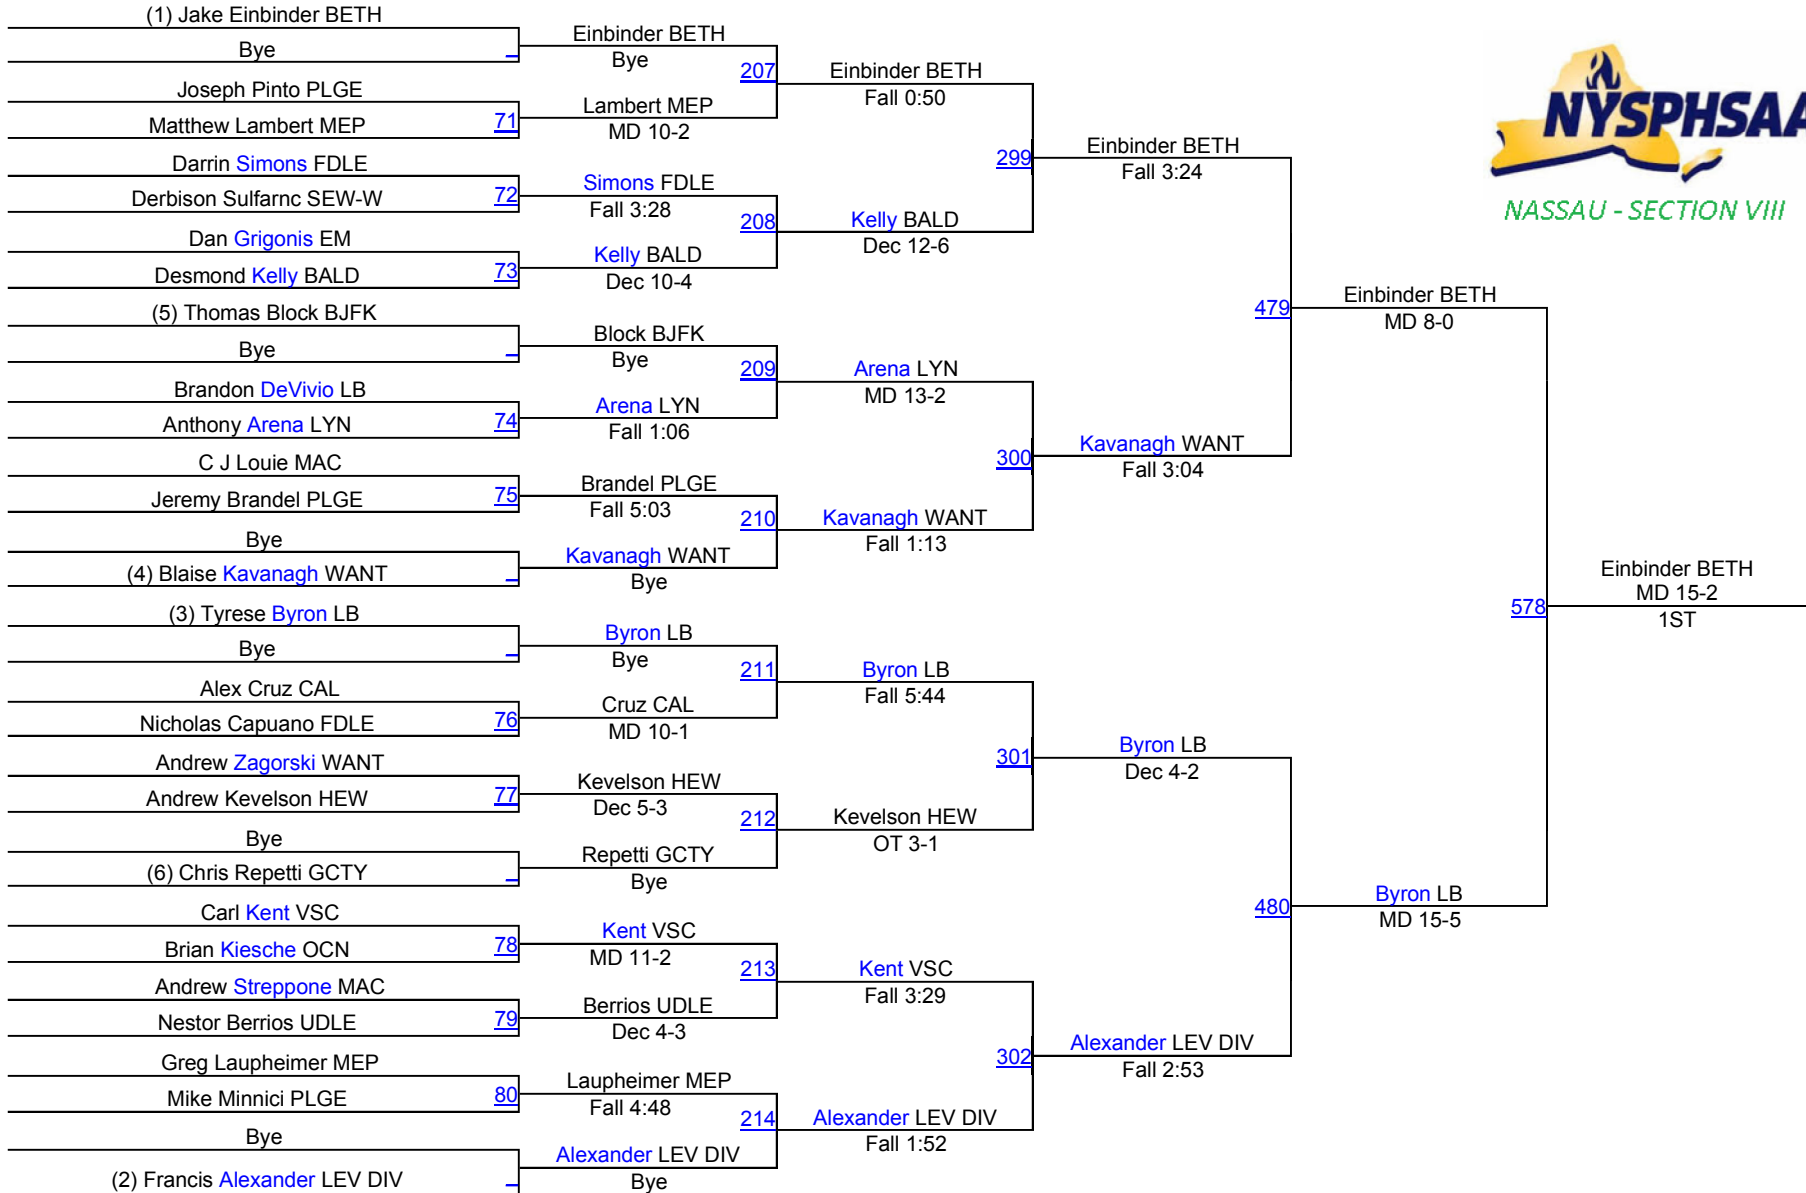 (1) Jake Einbinder BETH
Bye
Joseph Pinto PLGE
Matthew Lambert MEP
71
Darrin Simons FDLE
Derbison Sulfarnc SEW-W
72
Dan Grigonis EM
Desmond Kelly BALD
73
(5) Thomas Block BJFK
Bye
Brandon DeVivio LB
Anthony Arena LYN
74
C J Louie MAC
Jeremy Brandel PLGE
75
Bye
(4) Blaise Kavanagh WANT
(3) Tyrese Byron LB
Bye
Alex Cruz CAL
Nicholas Capuano FDLE
76
Andrew Zagorski WANT
Andrew Kevelson HEW
77
Bye
(6) Chris Repetti GCTY
Carl Kent VSC
Brian Kiesche OCN
78
Andrew Streppone MAC
Nestor Berrios UDLE
79
Greg Laupheimer MEP
Mike Minnici PLGE
80
Bye
(2) Francis Alexander LEV DIV
Einbinder BETH
Bye
207
Lambert MEP
MD 10-2
Simons FDLE
Fall 3:28
208
Kelly BALD
Dec 10-4
Block BJFK
Bye
209
Arena LYN
Fall 1:06
Brandel PLGE
Fall 5:03
210
Kavanagh WANT
Bye
Byron LB
Bye
211
Cruz CAL
MD 10-1
Kevelson HEW
Dec 5-3
212
Repetti GCTY
Bye
Kent VSC
MD 11-2
213
Berrios UDLE
Dec 4-3
Laupheimer MEP
Fall 4:48
214
Alexander LEV DIV
Bye
Einbinder BETH
Fall 0:50
299
Kelly BALD
Dec 12-6
Arena LYN
MD 13-2
300
Kavanagh WANT
Fall 1:13
Byron LB
Fall 5:44
301
Kevelson HEW
OT 3-1
Kent VSC
Fall 3:29
302
Alexander LEV DIV
Fall 1:52
Einbinder BETH
Fall 3:24
479
Kavanagh WANT
Fall 3:04
Byron LB
Dec 4-2
480
Alexander LEV DIV
Fall 2:53
Einbinder BETH
MD 8-0
578
Byron LB
MD 15-5
Einbinder BETH
MD 15-2
1ST
NYSPHSAA
NASSAU - SECTION VIII